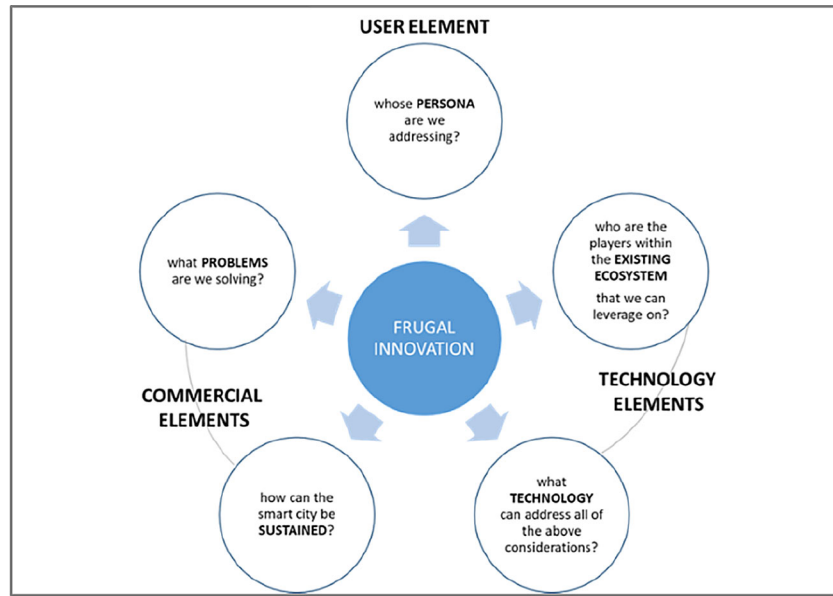 USER ELEMENT
whose PERSONA
are we
addressing?
what PROBLEMS
are we solving?
who are the
players within
the EXISTING
ECOSYSTEM
that we can
leverage on?
FRUGAL
INNOVATION
COMMERCIAL
ELEMENTS
TECHNOLOGY
ELEMENTS
how can the
smart city be
SUSTAINED?
what
TECHNOLOGY
can address all of
the above
considerations?